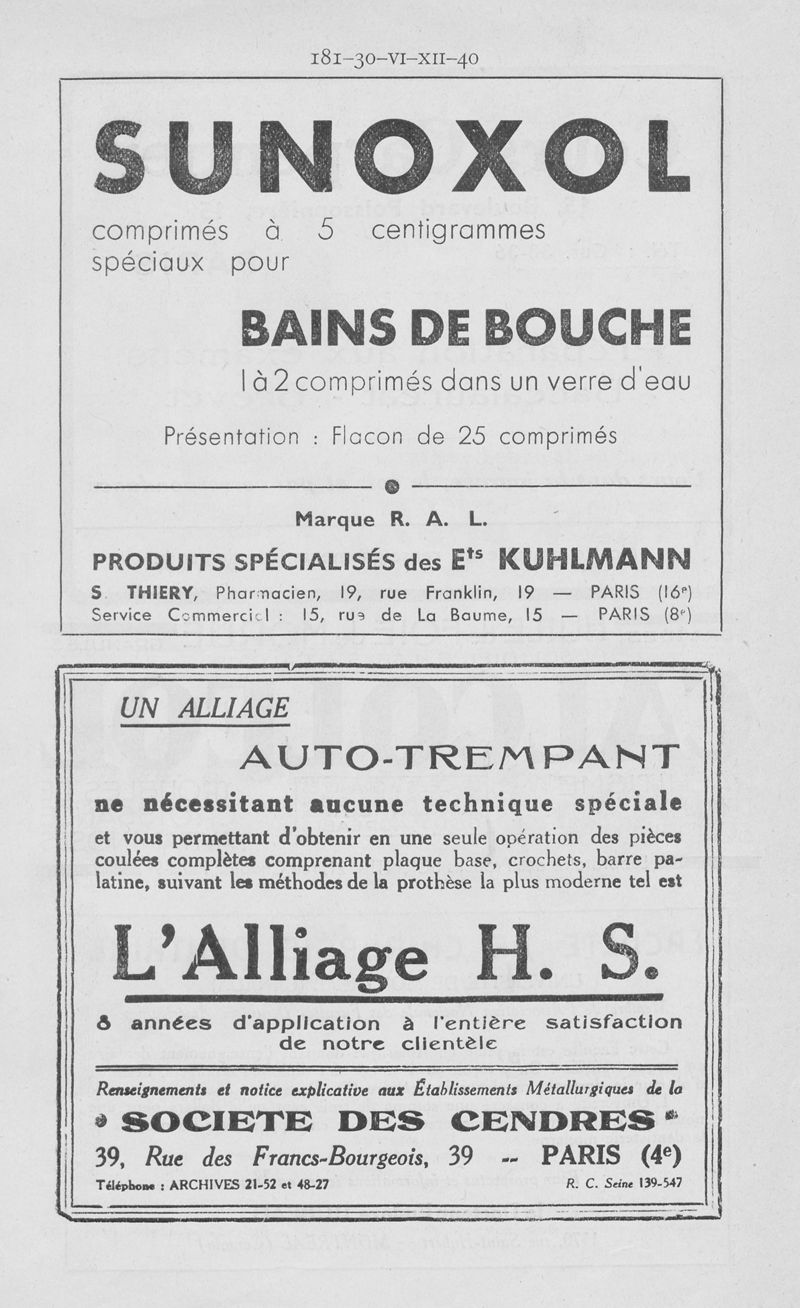 181-30-VI-XII-40
SUNOXOL
comprimés à 5 centigrammes
spéciaux pour
BAINS DE BOUCHE
1 à 2 comprimés dans un verre d'eau
Présentation : Flacon de 25 comprimés
Marque R. A. L.
PRODUITS SPÉCIALISÉS des Ets KUHLMANN
S. THIERY, Pharmacien, 19, rue Franklin, 19 — PARIS (16e)
Service Commercial : 15, rue de La Baume, 15 — PARIS (8e)
UN ALLIAGE
AUTO-TREMPANT
ne nécessitant aucune technique spéciale
et vous permettant d'obtenir en une seule opération des pièces
coulées complètes comprenant plaque base, crochets, barre pa-
latine, suivant les méthodes de la prothèse la plus moderne tel est
L'Alliage H. S.
8 années d'application à l'entière satisfaction
de notre clientèle
Renseignements et notice explicative aux Établissements Métallurgiques de la
" SOCIETE DES CENDRES "
39, Rue des Francs-Bourgeois, 39 -- PARIS (4e)
Téléphone : ARCHIVES 21-52 et 48-27 R. C. Seine 139-547